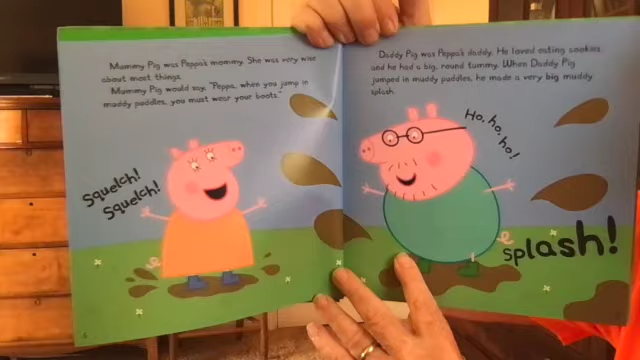 Mummy Pig was Peppa's mommy. She was very wise
about most things.
Mummy Pig would say, "Peppa, when you jump in
muddy puddles, you must wear your boots."
Squelch!
Squelch!
Daddy Pig was Peppa's daddy. He loved eating cookies,
and he had a big, round tummy. When Daddy Pig
jumped in muddy puddles, he made a very big muddy
splash.
Ho, ho, ho!
Splash!